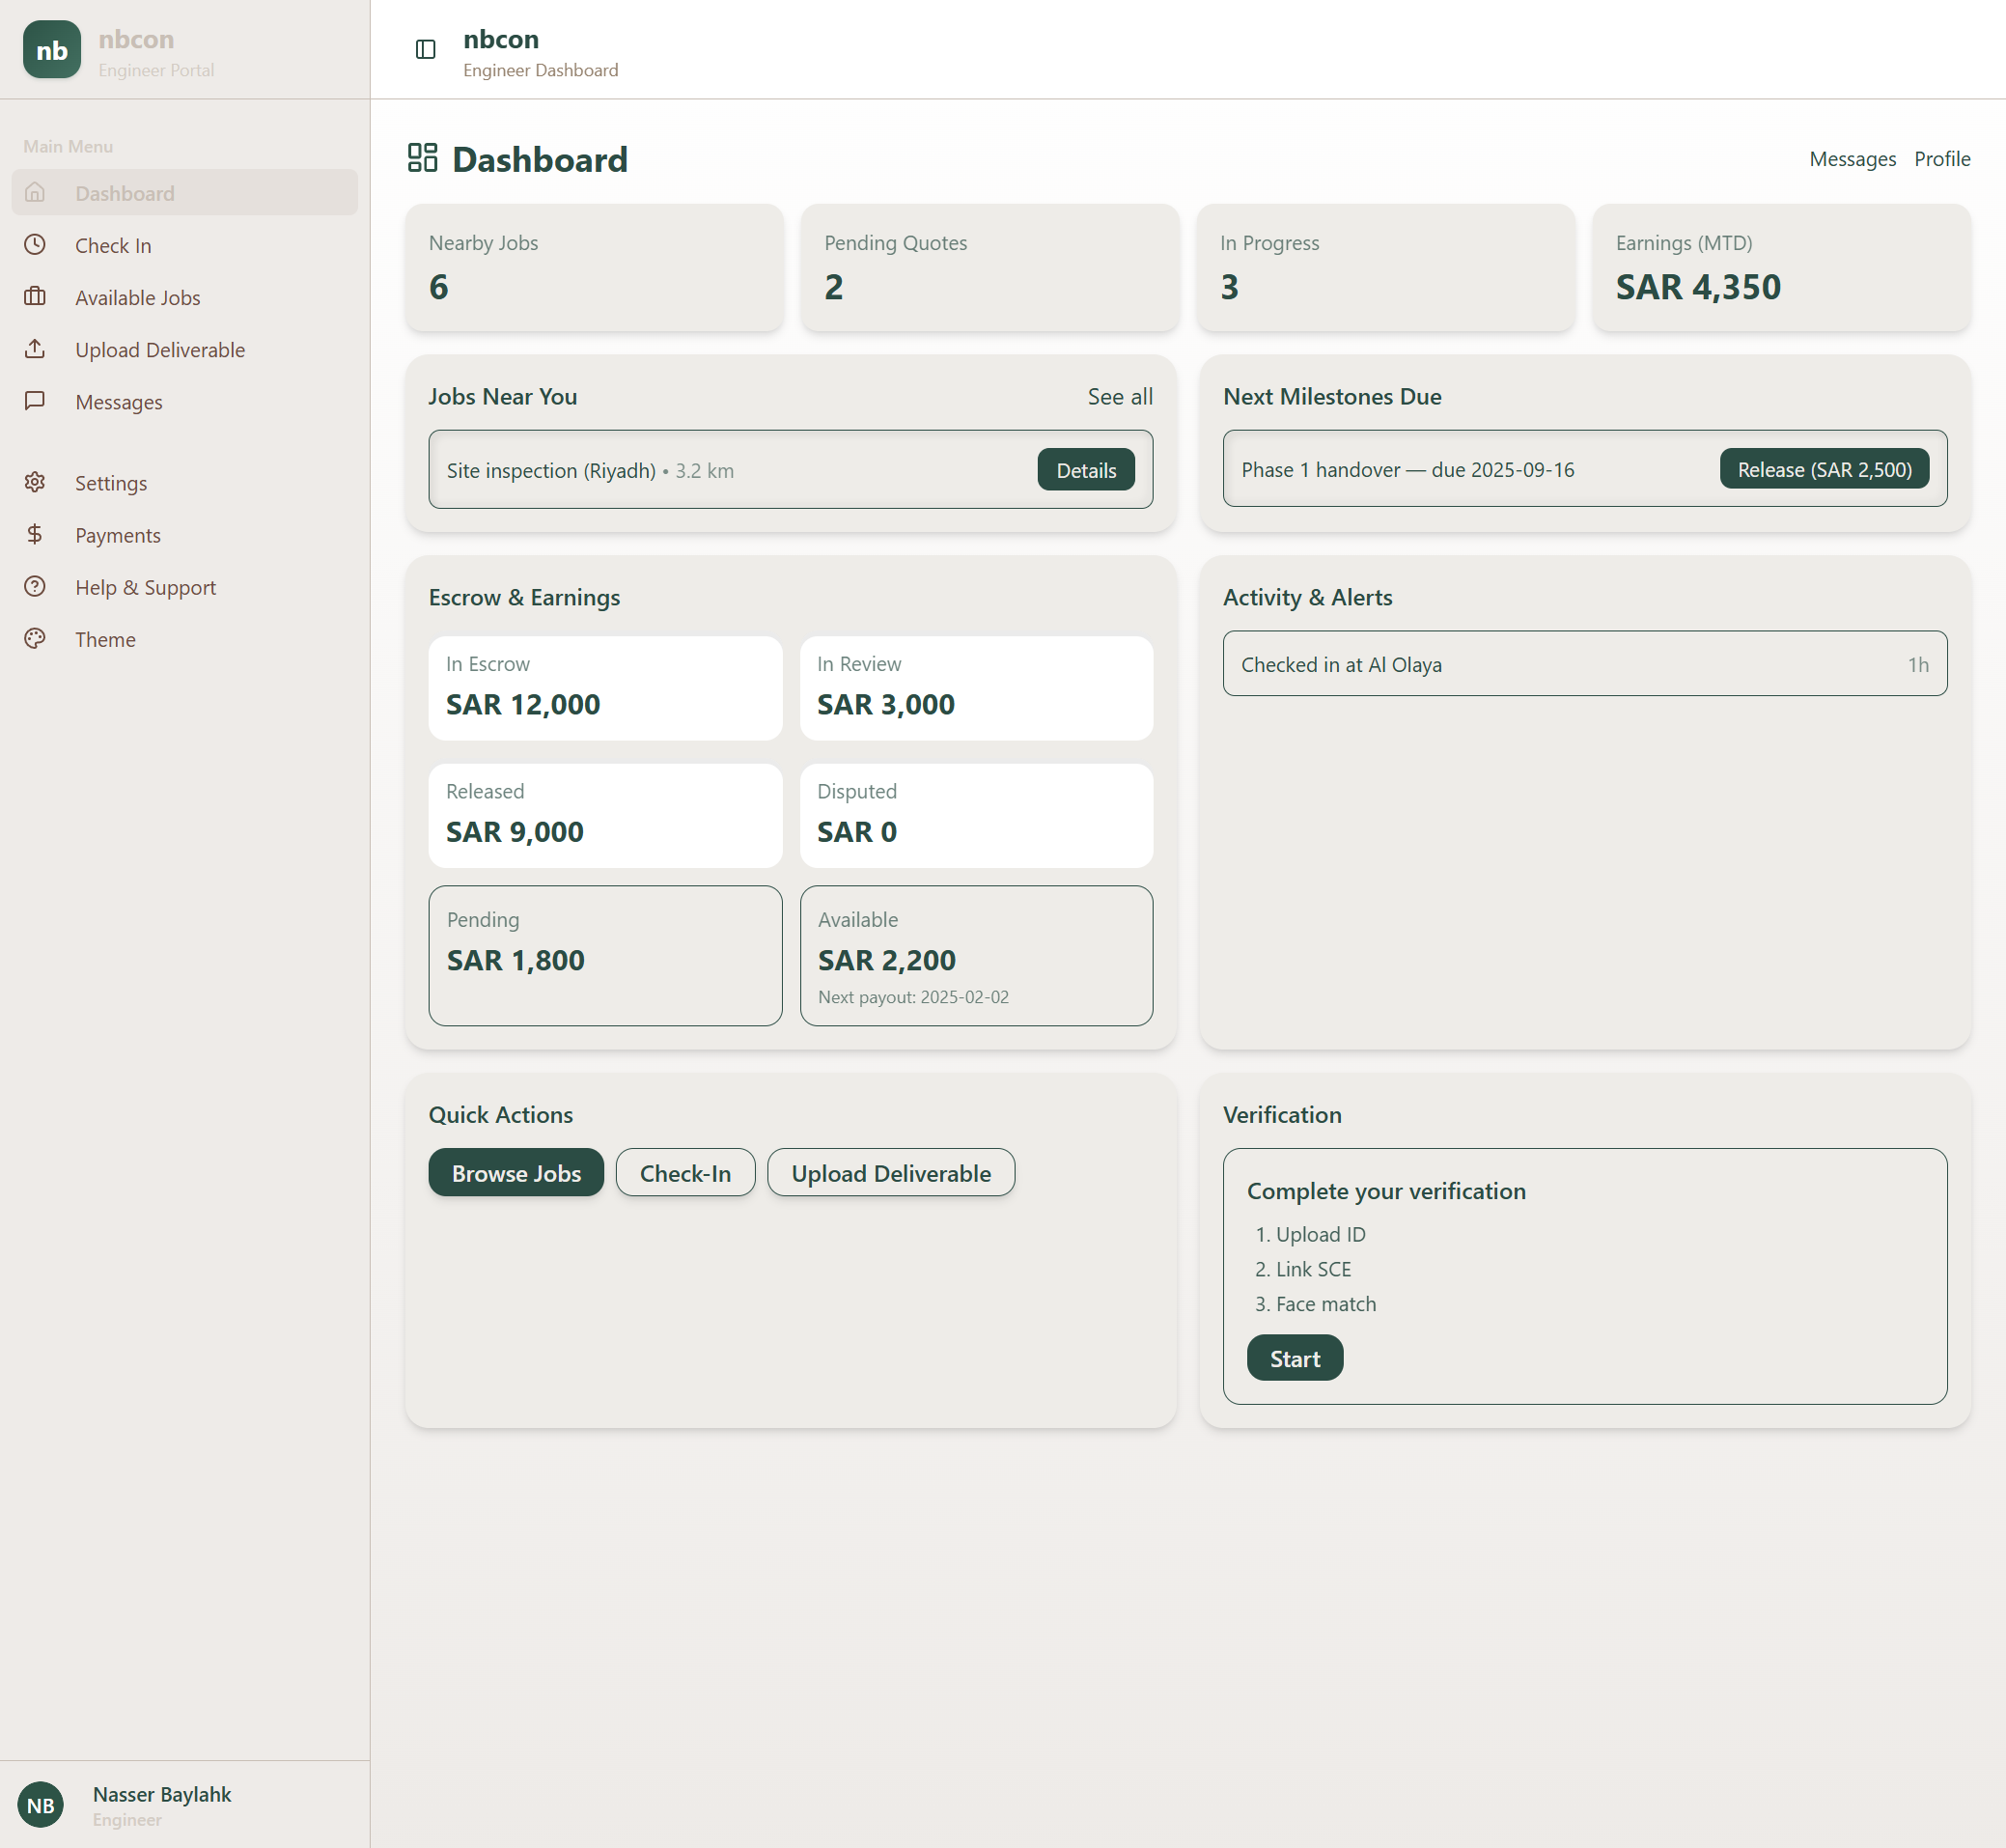 nb
nbcon
Engineer Portal
Main Menu
Dashboard
Check In
Available Jobs
Upload Deliverable
Messages
Settings
Payments
Help & Support
Theme
NB
Nasser Baylahk
Engineer
nbcon
Engineer Dashboard
Dashboard
Messages Profile
Nearby Jobs
6
Pending Quotes
2
In Progress
3
Earnings (MTD)
SAR 4,350
Jobs Near You
See all
Site inspection (Riyadh) • 3.2 km
Details
Next Milestones Due
Phase 1 handover — due 2025-09-16
Release (SAR 2,500)
Escrow & Earnings
In Escrow
SAR 12,000
In Review
SAR 3,000
Released
SAR 9,000
Disputed
SAR 0
Pending
SAR 1,800
Available
SAR 2,200
Next payout: 2025-02-02
Activity & Alerts
Checked in at Al Olaya
1h
Quick Actions
Browse Jobs
Check-In
Upload Deliverable
Verification
Complete your verification
1. Upload ID
2. Link SCE
3. Face match
Start